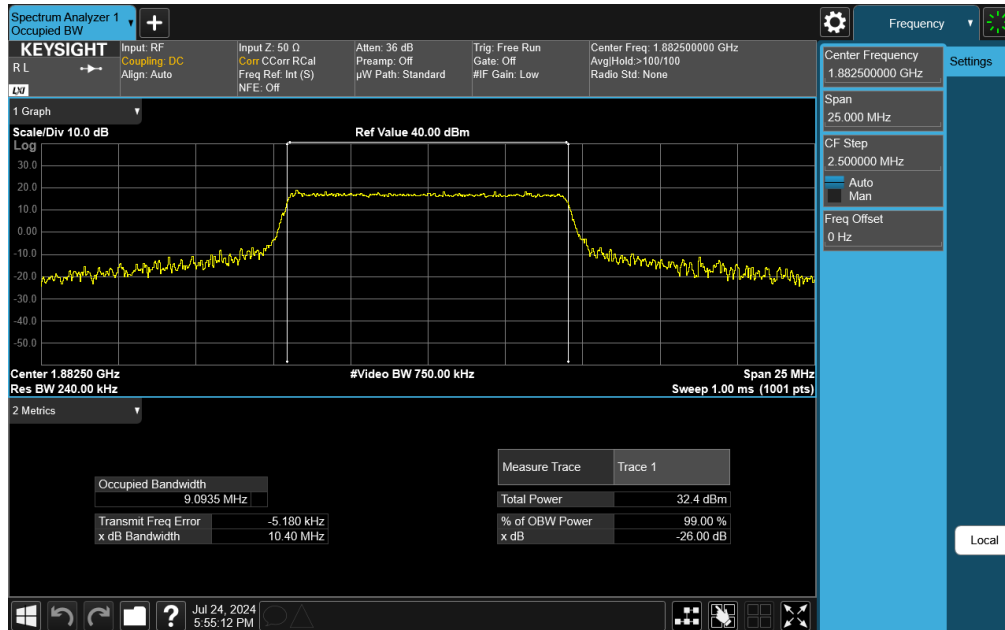 Spectrum Analyzer 1
Occupied BW
Frequency
KEYSIGHT
R L
LXI
Input: RF
Coupling: DC
Align: Auto
Input Z: 50 Ω
Corr CCorr RCal
Freq Ref: Int (S)
NFE: Off
Atten: 36 dB
Preamp: Off
µW Path: Standard
Trig: Free Run
Gate: Off
#IF Gain: Low
Center Freq: 1.882500000 GHz
Avg|Hold:>100/100
Radio Std: None
Center Frequency
1.882500000 GHz
Settings
Span
25.000 MHz
CF Step
2.500000 MHz
Auto
Man
Freq Offset
0 Hz
Local
1 Graph
Scale/Div 10.0 dB
Ref Value 40.00 dBm
Log
30.0
20.0
10.0
0.00
-10.0
-20.0
-30.0
-40.0
-50.0
Center 1.88250 GHz
#Video BW 750.00 kHz
Span 25 MHz
Res BW 240.00 kHz
Sweep 1.00 ms (1001 pts)
2 Metrics
Occupied Bandwidth
9.0935 MHz
Transmit Freq Error -5.180 kHz
x dB Bandwidth 10.40 MHz
Measure Trace Trace 1
Total Power 32.4 dBm
% of OBW Power 99.00 %
x dB -26.00 dB
?
Jul 24, 2024
5:55:12 PM